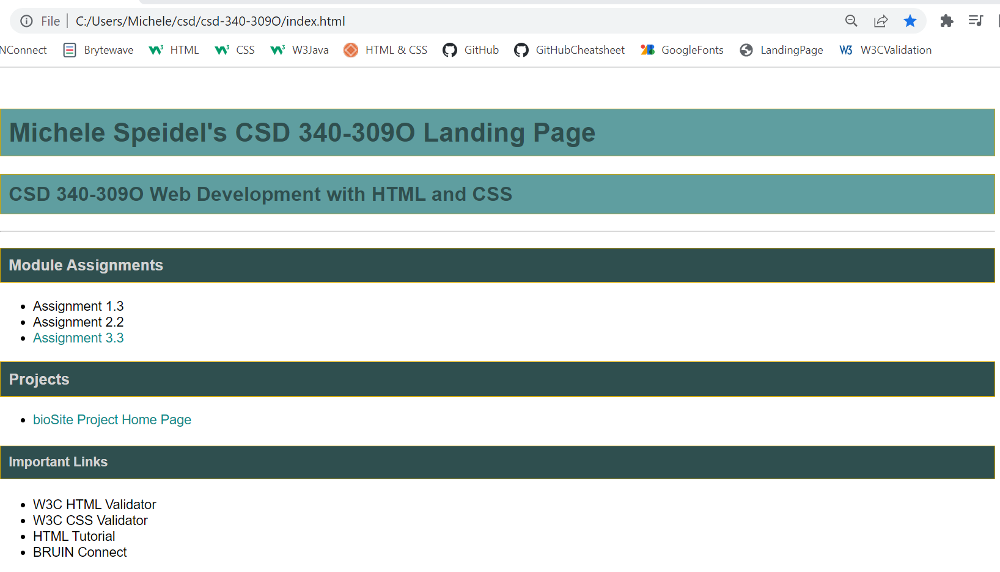 File | C:/Users/Michele/csd/csd-340-309O/index.html
NConnect Brytewave HTML CSS W3Java HTML & CSS GitHub GitHubCheatsheet GoogleFonts LandingPage W3CValidation
Michele Speidel's CSD 340-309O Landing Page
CSD 340-309O Web Development with HTML and CSS
Module Assignments
• Assignment 1.3
• Assignment 2.2
• Assignment 3.3
Projects
• bioSite Project Home Page
Important Links
• W3C HTML Validator
• W3C CSS Validator
• HTML Tutorial
• BRUIN Connect